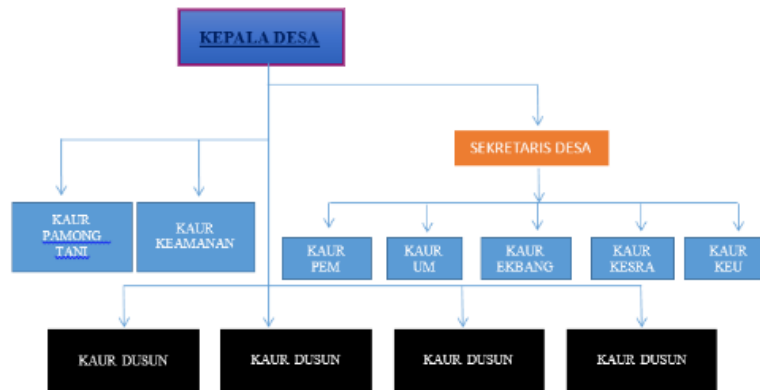 KEPALA DESA
SEKRETARIS DESA
KAUR
PAMONG
TANI
KAUR
KEAMANAN
KAUR
PEM
KAUR
UM
KAUR
EKBANG
KAUR
KESRA
KAUR
KEU
KAUR DUSUN
KAUR DUSUN
KAUR DUSUN
KAUR DUSUN